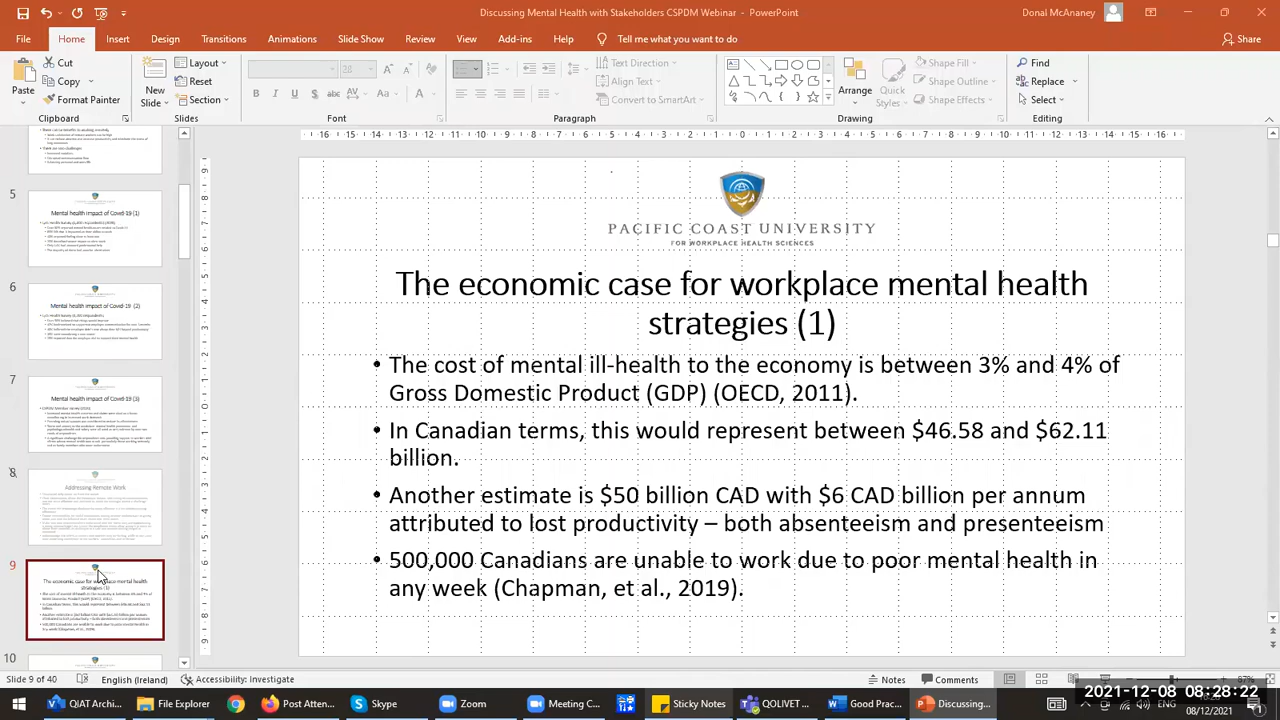 Discussing Mental with Stakeholders CSPDM Webinar - PowerPoint
Donal McAnaney
File
Home
Insert
Design
Transitions
Animations
Slide Show
Review
View
Add-ins
Help
Tell me what you want to do
Share
Paste
Cut
Copy
Format Painter
Clipboard
New Slide
Layout
Reset
Section
Slides
Font
Text Direction
Align Text
Convert to SmartArt
Paragraph
Arrange
Quick Styles
Shape Fill
Shape Outline
Shape Effects
Drawing
Find
Replace
Select
Editing
5
Mental health impact of Covid-19 (1)
6
Mental health impact of Covid-19 (2)
7
Mental health impact of Covid-19 (3)
8
Addressing Remote Work
9
The economic case for workplace mental health
strategies (1)
10
PACIFIC COAST UNIVERSITY
FOR WORKPLACE HEALTH SCIENCES
The economic case for workplace mental health
strategies (1)
• The cost of mental ill-health to the economy is between 3% and 4% of
Gross Domestic Product (GDP) (OECD, 2011).
• In Canadian terms, this would represent between $46.58 and $62.11
billion.
• Another estimate is $50 billion CAD with $6 CAD billion per annum
attributed to lost productivity – both absenteeism and presenteeism
• 500,000 Canadians are unable to work due to poor mental health in
any week (Chapman, et al., 2019).
Slide 9 of 40
English (Ireland)
Accessibility: Investigate
Notes
Comments
87%
QJAT Archi...
File Explorer
Post Atten...
Skype
Zoom
Meeting C...
Sticky Notes
QOLIVET ...
Good Prac...
Discussing...
2021-12-08 08:28:22
08/12/2021